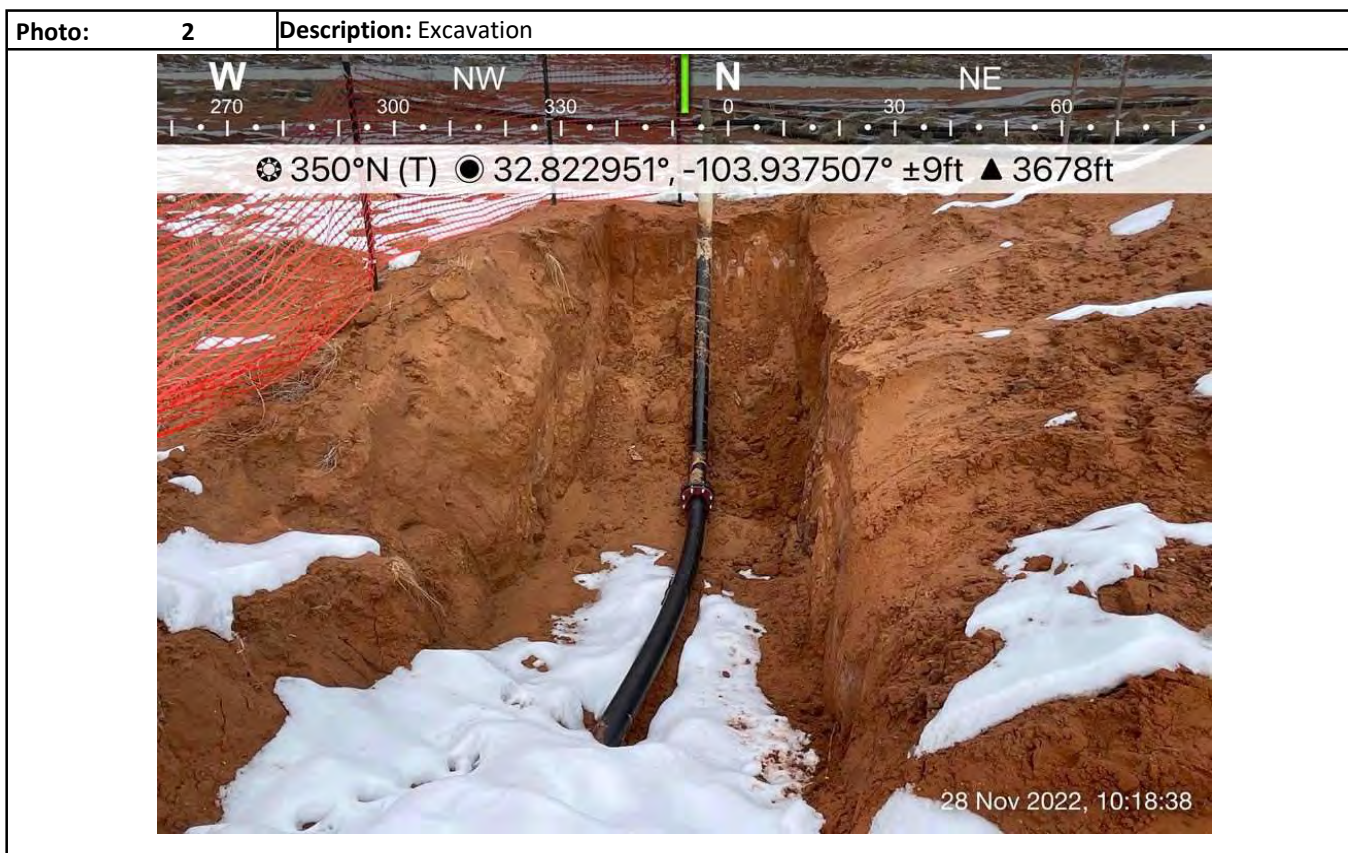 Photo: 2 Description: Excavation
W NW N NE
270 300 330 0 30 60
350°N (T) 32.822951°, -103.937507° ±9ft ▲ 3678ft
28 Nov 2022, 10:18:38